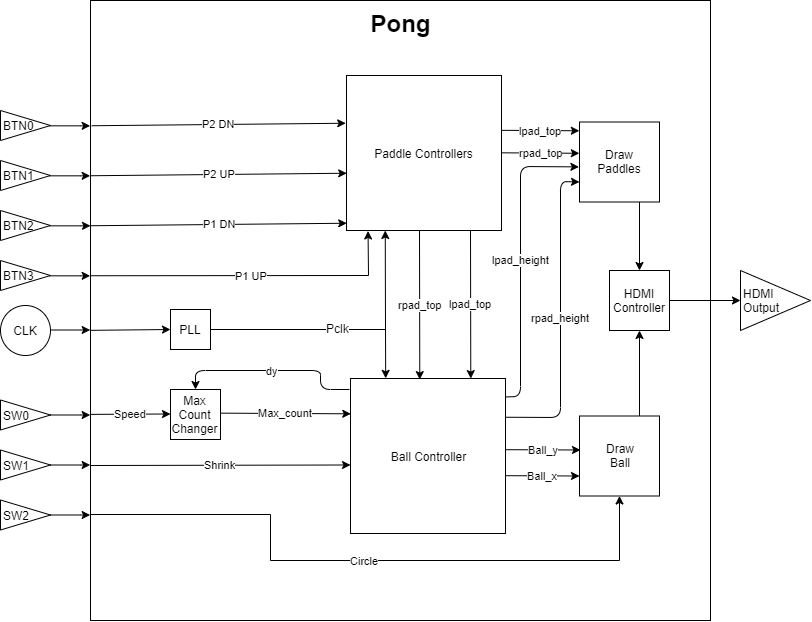 Pong
BTN0
P2 DN
BTN1
P2 UP
BTN2
P1 DN
BTN3
P1 UP
Paddle Controllers
lpad_top
rpad_top
Draw
Paddles
lpad_height
rpad_height
rpad_top
lpad_top
CLK
PLL
Pclk
HDMI
Controller
HDMI
Output
dy
SW0
Speed
Max
Count
Changer
Max_count
SW1
Shrink
Ball Controller
Ball_y
Ball_x
Draw
Ball
SW2
Circle